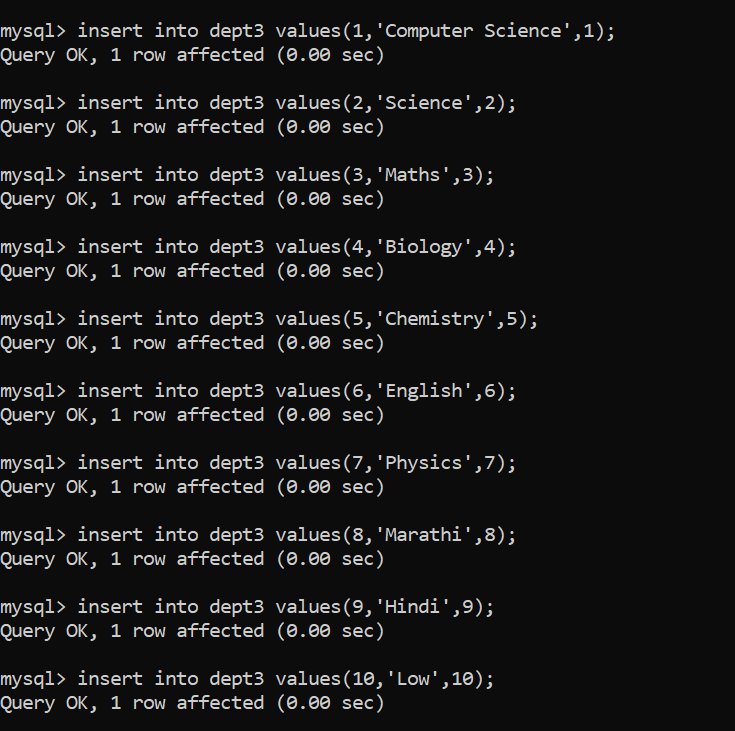 mysql> insert into dept3 values(1,'Computer Science',1);
Query OK, 1 row affected (0.00 sec)
mysql> insert into dept3 values(2,'Science',2);
Query OK, 1 row affected (0.00 sec)
mysql> insert into dept3 values(3,'Maths',3);
Query OK, 1 row affected (0.00 sec)
mysql> insert into dept3 values(4,'Biology',4);
Query OK, 1 row affected (0.00 sec)
mysql> insert into dept3 values(5,'Chemistry',5);
Query OK, 1 row affected (0.00 sec)
mysql> insert into dept3 values(6,'English',6);
Query OK, 1 row affected (0.00 sec)
mysql> insert into dept3 values(7,'Physics',7);
Query OK, 1 row affected (0.00 sec)
mysql> insert into dept3 values(8,'Marathi',8);
Query OK, 1 row affected (0.00 sec)
mysql> insert into dept3 values(9,'Hindi',9);
Query OK, 1 row affected (0.00 sec)
mysql> insert into dept3 values(10,'Low',10);
Query OK, 1 row affected (0.00 sec)